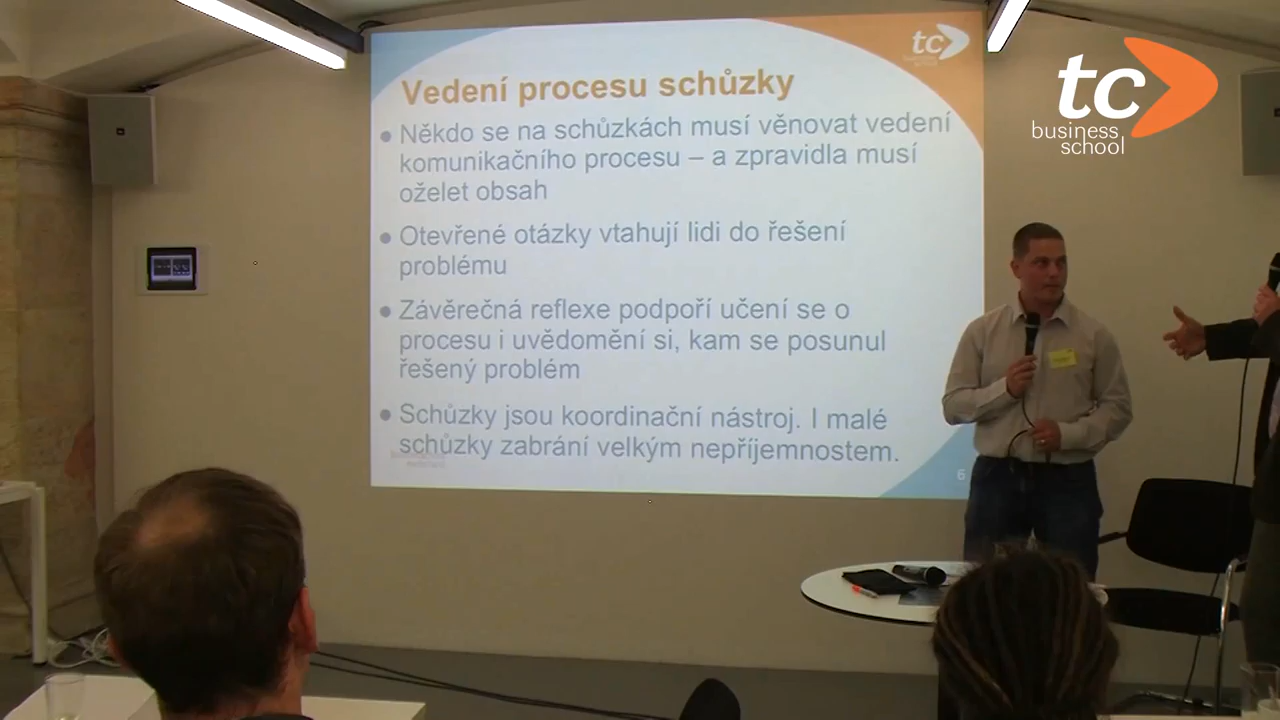 tc
business
school
Vedení procesu schůzky
● Někdo se na schůzkách musí věnovat vedení
komunikačního procesu – a zpravidla musí
oželet obsah
● Otevřené otázky vtahují lidi do řešení
problému
● Závěrečná reflexe podpoří učení se o
procesu i uvědomění si, kam se posunul
řešený problém
● Schůzky jsou koordinační nástroj. I malé
schůzky zabrání velkým nepříjemnostem.
6
tc
business
school